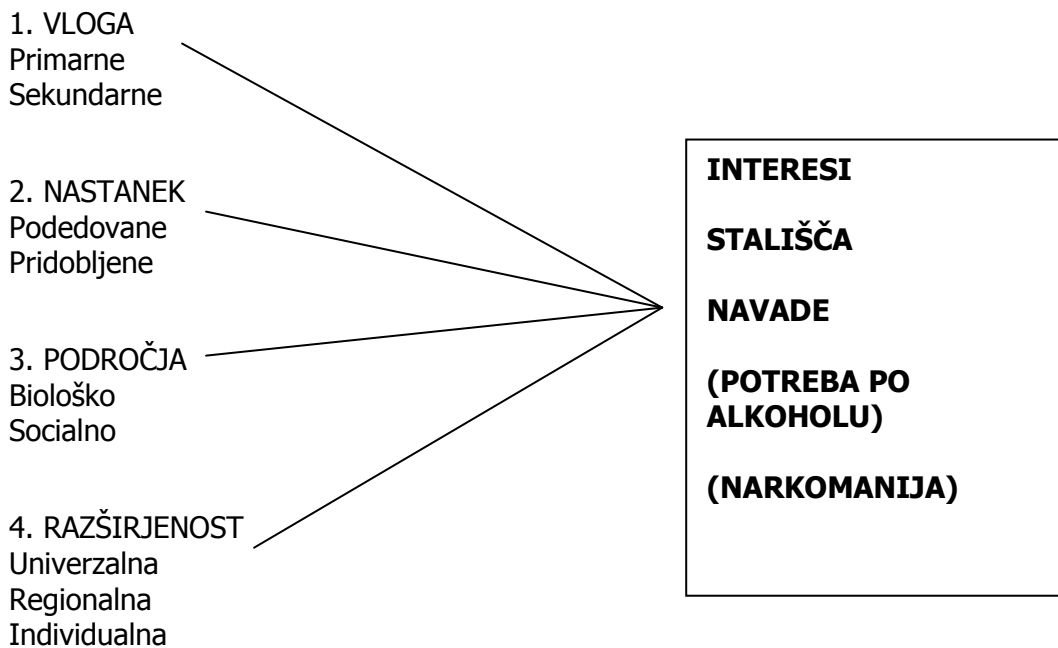 1. VLOGA
Primarne
Sekundarne
2. NASTANEK
Podedovane
Pridobljene
3. PODROČJA
Biološko
Socialno
4. RAZŠIRJENOST
Univerzalna
Regionalna
Individualna
INTERESI
STALIŠČA
NAVADE
(POTREBA PO
ALKOHOLU)
(NARKOMANIJA)